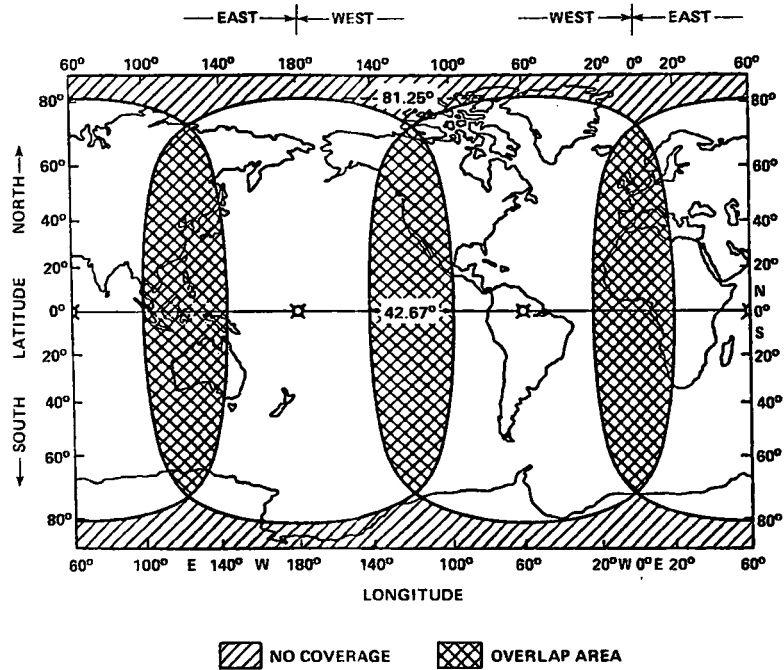 EAST WEST WEST EAST
60° 100° 140° 180° 140° 100° 60° 20° 0° 20° 60°
81.25°
80° 80°
60° 60°
40° 40°
20° 20°
N
0° 42.67° 0°
S
20° 20°
40° 40°
60° 60°
80° 80°
SOUTH LATITUDE NORTH
60° 100° E 140° W 180° 140° 100° 60° 20° W 0° E 20° 60°
LONGITUDE
NO COVERAGE OVERLAP AREA